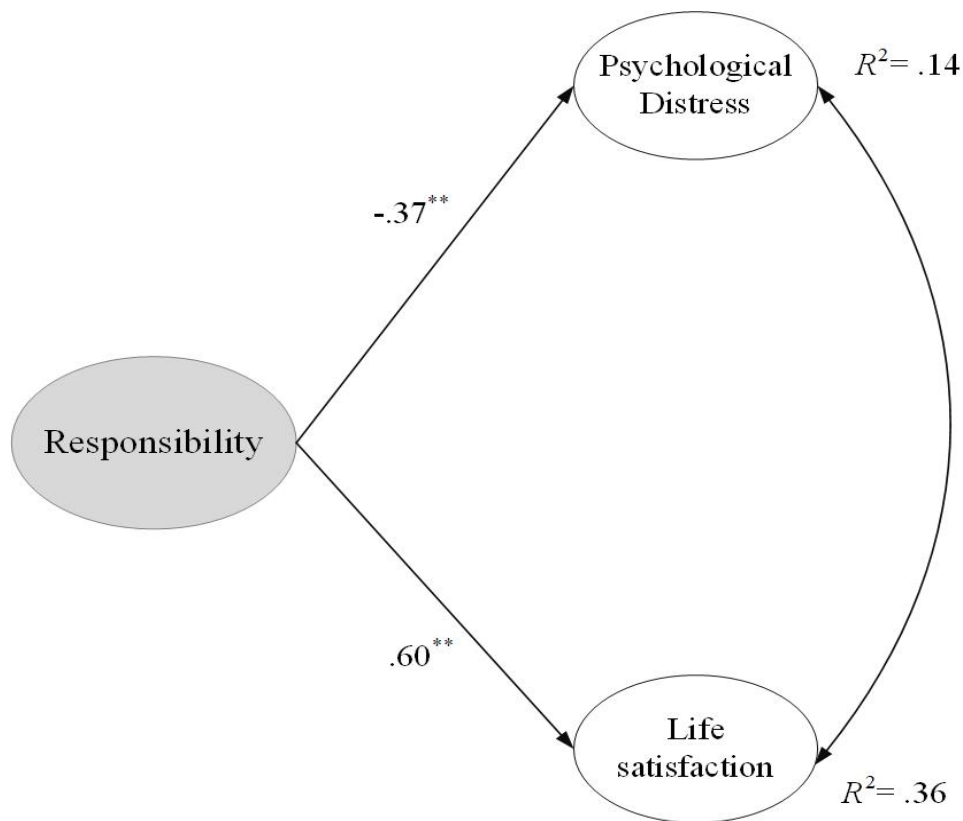 Psychological
Distress
R²= .14
-.37**
Responsibility
.60**
Life
satisfaction
R²= .36